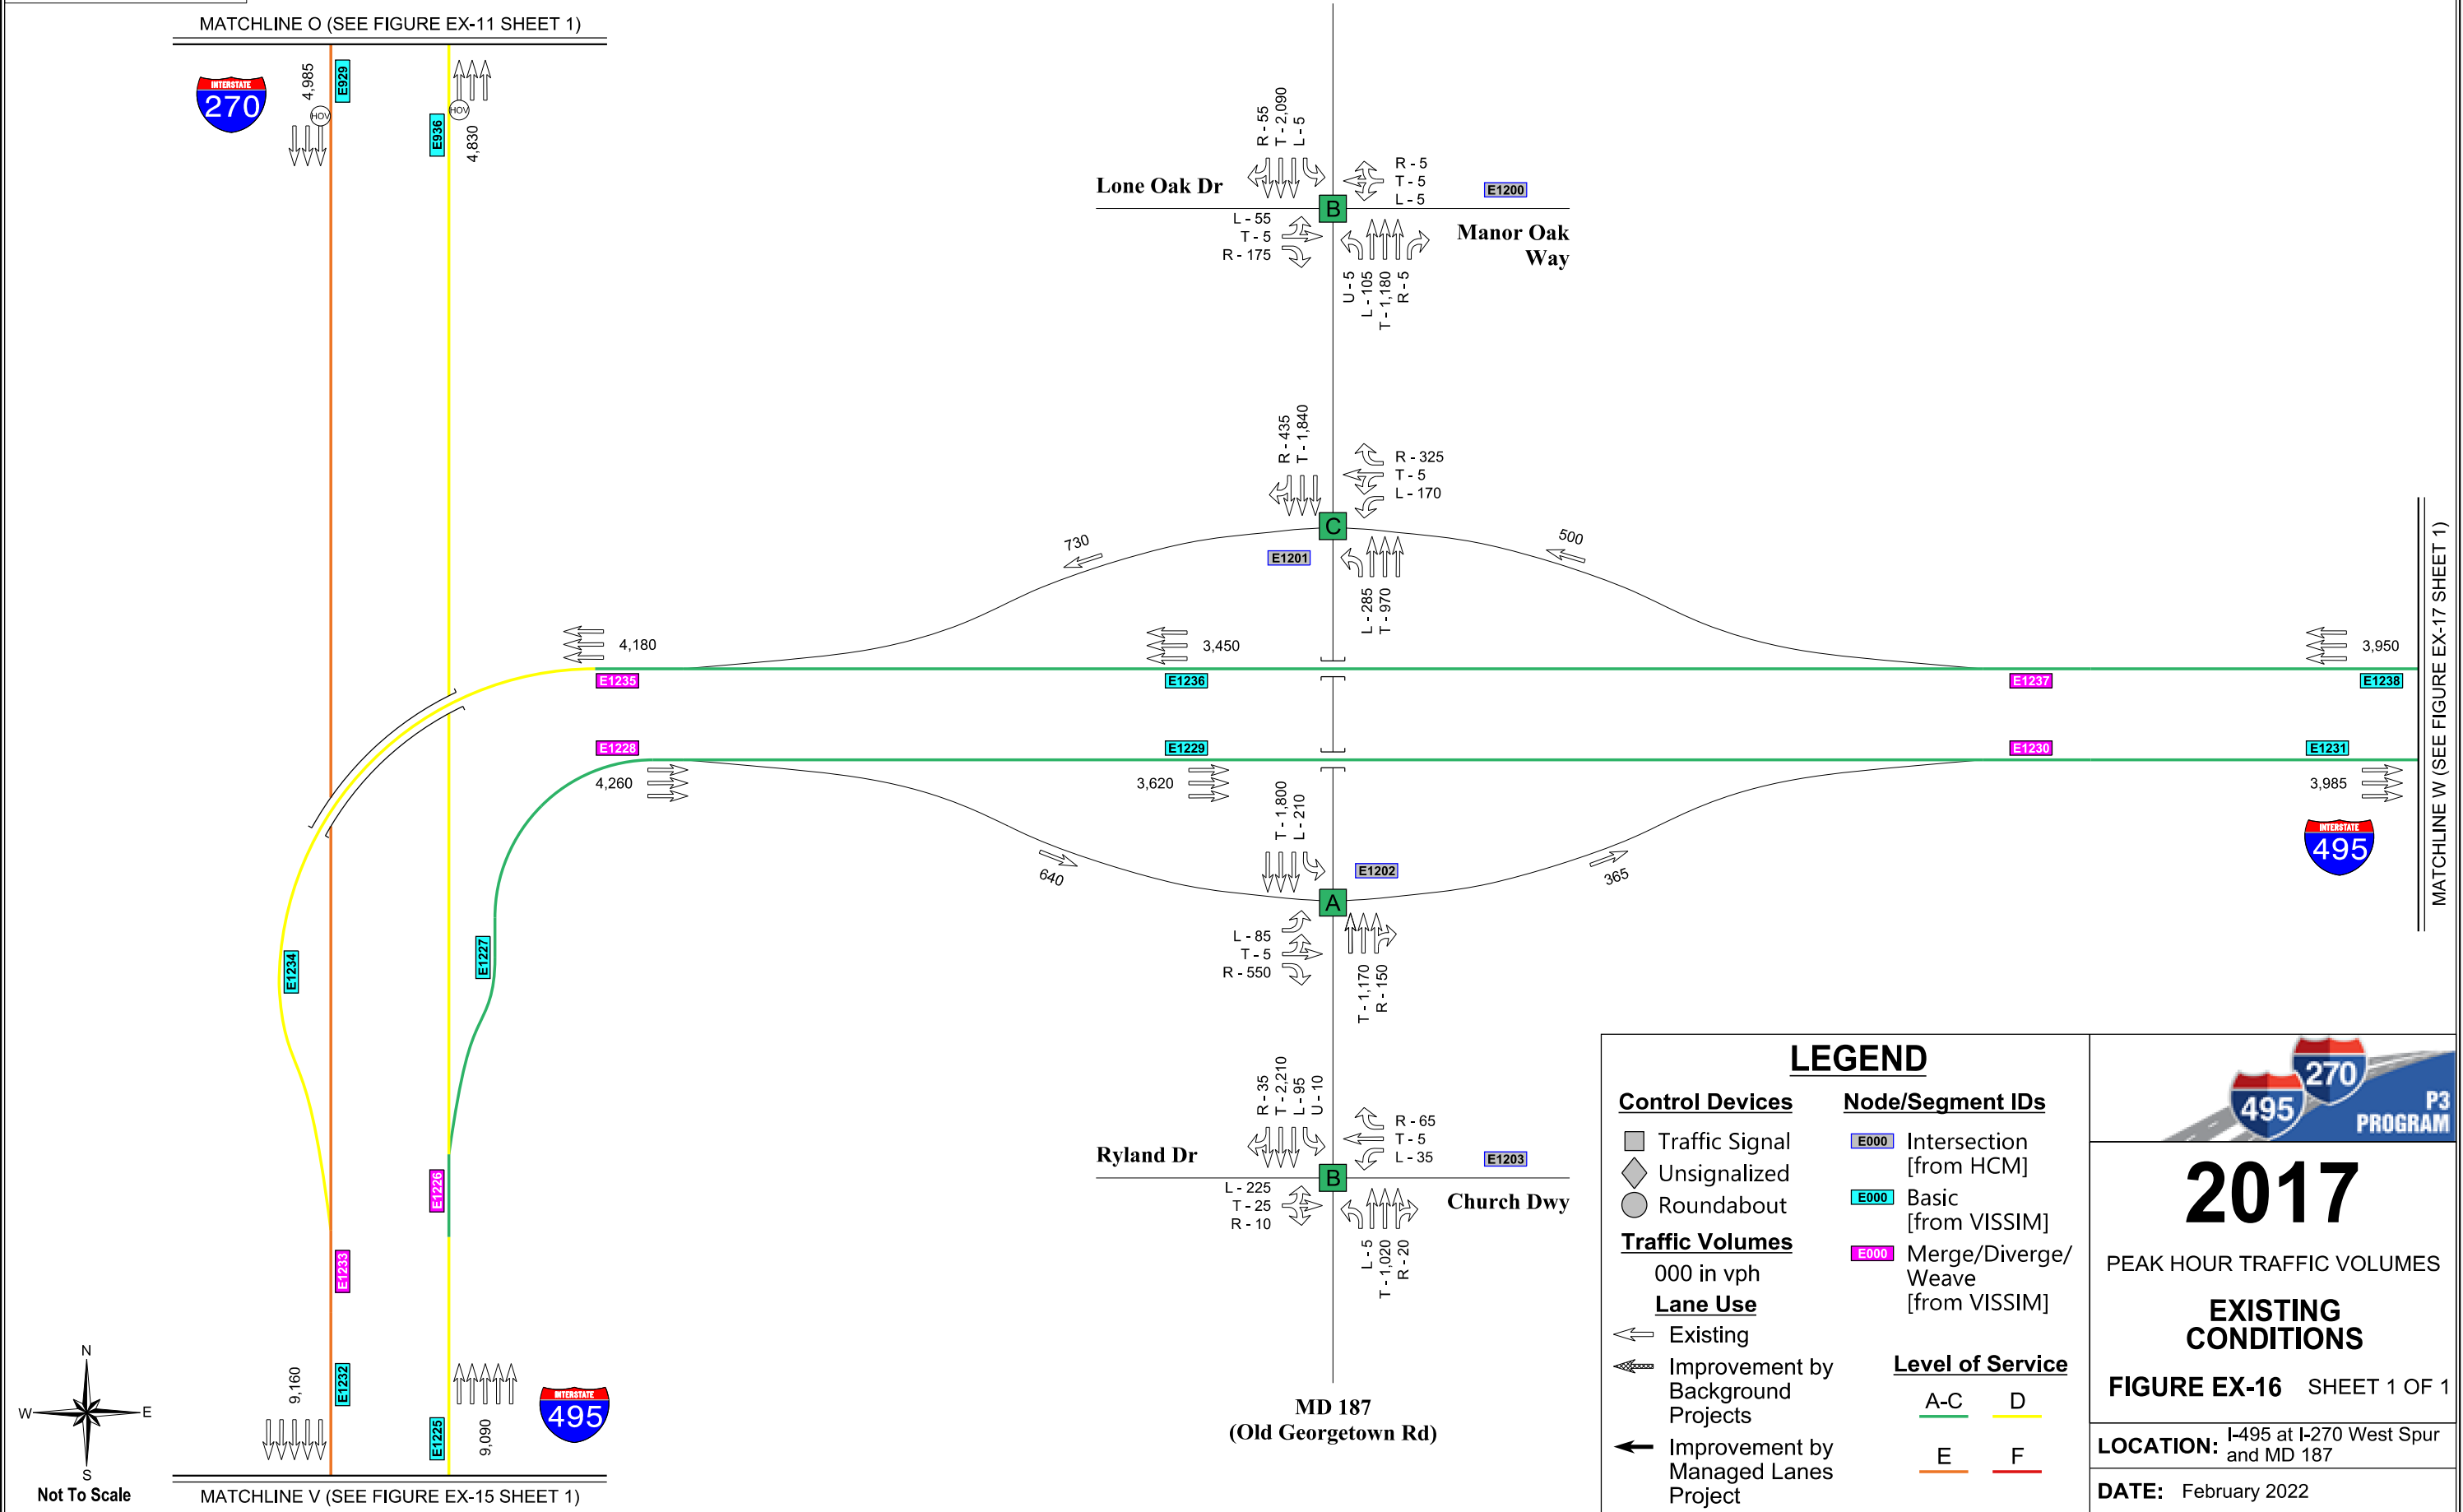 MATCHLINE O (SEE FIGURE EX-11 SHEET 1)
INTERSTATE
270
4,985
E929
HOV
E936
HOV
4,830
R - 55
T - 2,090
L - 5
Lone Oak Dr
R - 5
T - 5
L - 5
E1200
B
L - 55
T - 5
R - 175
Manor Oak
Way
U - 5
L - 105
T - 1,180
R - 5
R - 435
T - 1,840
R - 325
T - 5
L - 170
C
E1201
730
500
L - 285
T - 970
4,180
3,450
3,950
E1235
E1236
E1237
E1238
E1228
E1229
E1230
E1231
4,260
3,620
3,985
MATCHLINE W (SEE FIGURE EX-17 SHEET 1)
INTERSTATE
495
T - 1,800
L - 210
E1202
640
365
A
L - 85
T - 5
R - 550
T - 1,170
R - 150
E1234
E1227
R - 35
T - 2,210
L - 95
U - 10
R - 65
T - 5
L - 35
Ryland Dr
E1203
B
L - 225
T - 25
R - 10
Church Dwy
L - 5
T - 1,020
R - 20
E1226
E1233
9,160
E1232
E1225
9,090
INTERSTATE
495
N
W
E
S
Not To Scale
MATCHLINE V (SEE FIGURE EX-15 SHEET 1)
MD 187
(Old Georgetown Rd)
LEGEND
Control Devices
Traffic Signal
Unsignalized
Roundabout
Traffic Volumes
000 in vph
Lane Use
Existing
Improvement by
Background
Projects
Improvement by
Managed Lanes
Project
Node/Segment IDs
E000 Intersection
[from HCM]
E000 Basic
[from VISSIM]
E000 Merge/Diverge/
Weave
[from VISSIM]
Level of Service
A-C D
E F
495
270
P3
PROGRAM
2017
PEAK HOUR TRAFFIC VOLUMES
EXISTING
CONDITIONS
FIGURE EX-16 SHEET 1 OF 1
LOCATION: I-495 at I-270 West Spur
and MD 187
DATE: February 2022